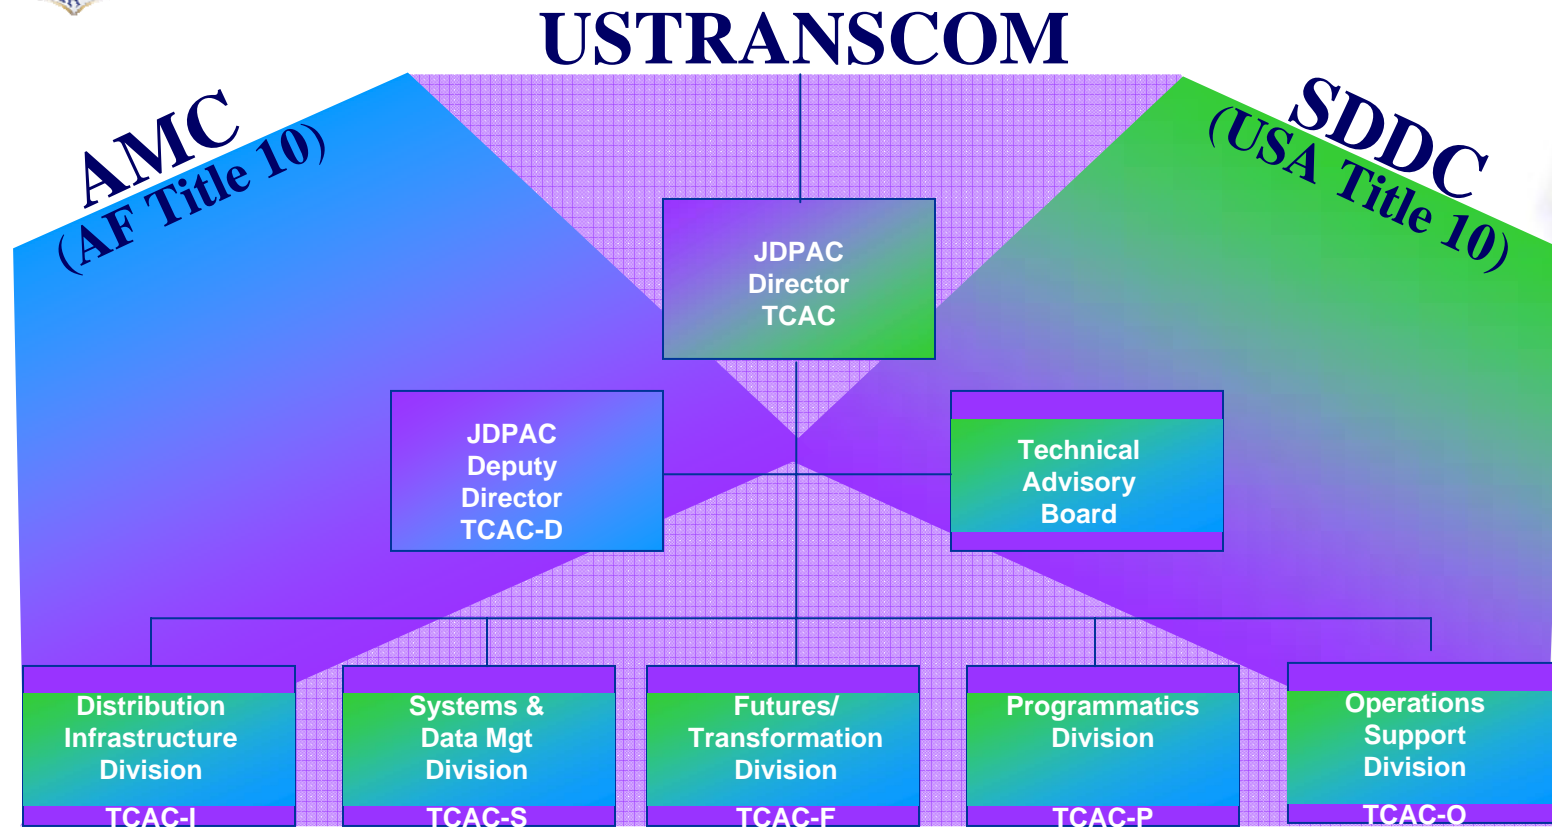 USTRANSCOM
AMC
(AF Title 10)
SDDC
(USA Title 10)
JDPAC
Director
TCAC
JDPAC
Deputy
Director
TCAC-D
Technical
Advisory
Board
Distribution
Infrastructure
Division
TCAC-I
Systems &
Data Mgt
Division
TCAC-S
Futures/
Transformation
Division
TCAC-F
Programmatics
Division
TCAC-P
Operations
Support
Division
TCAC-O